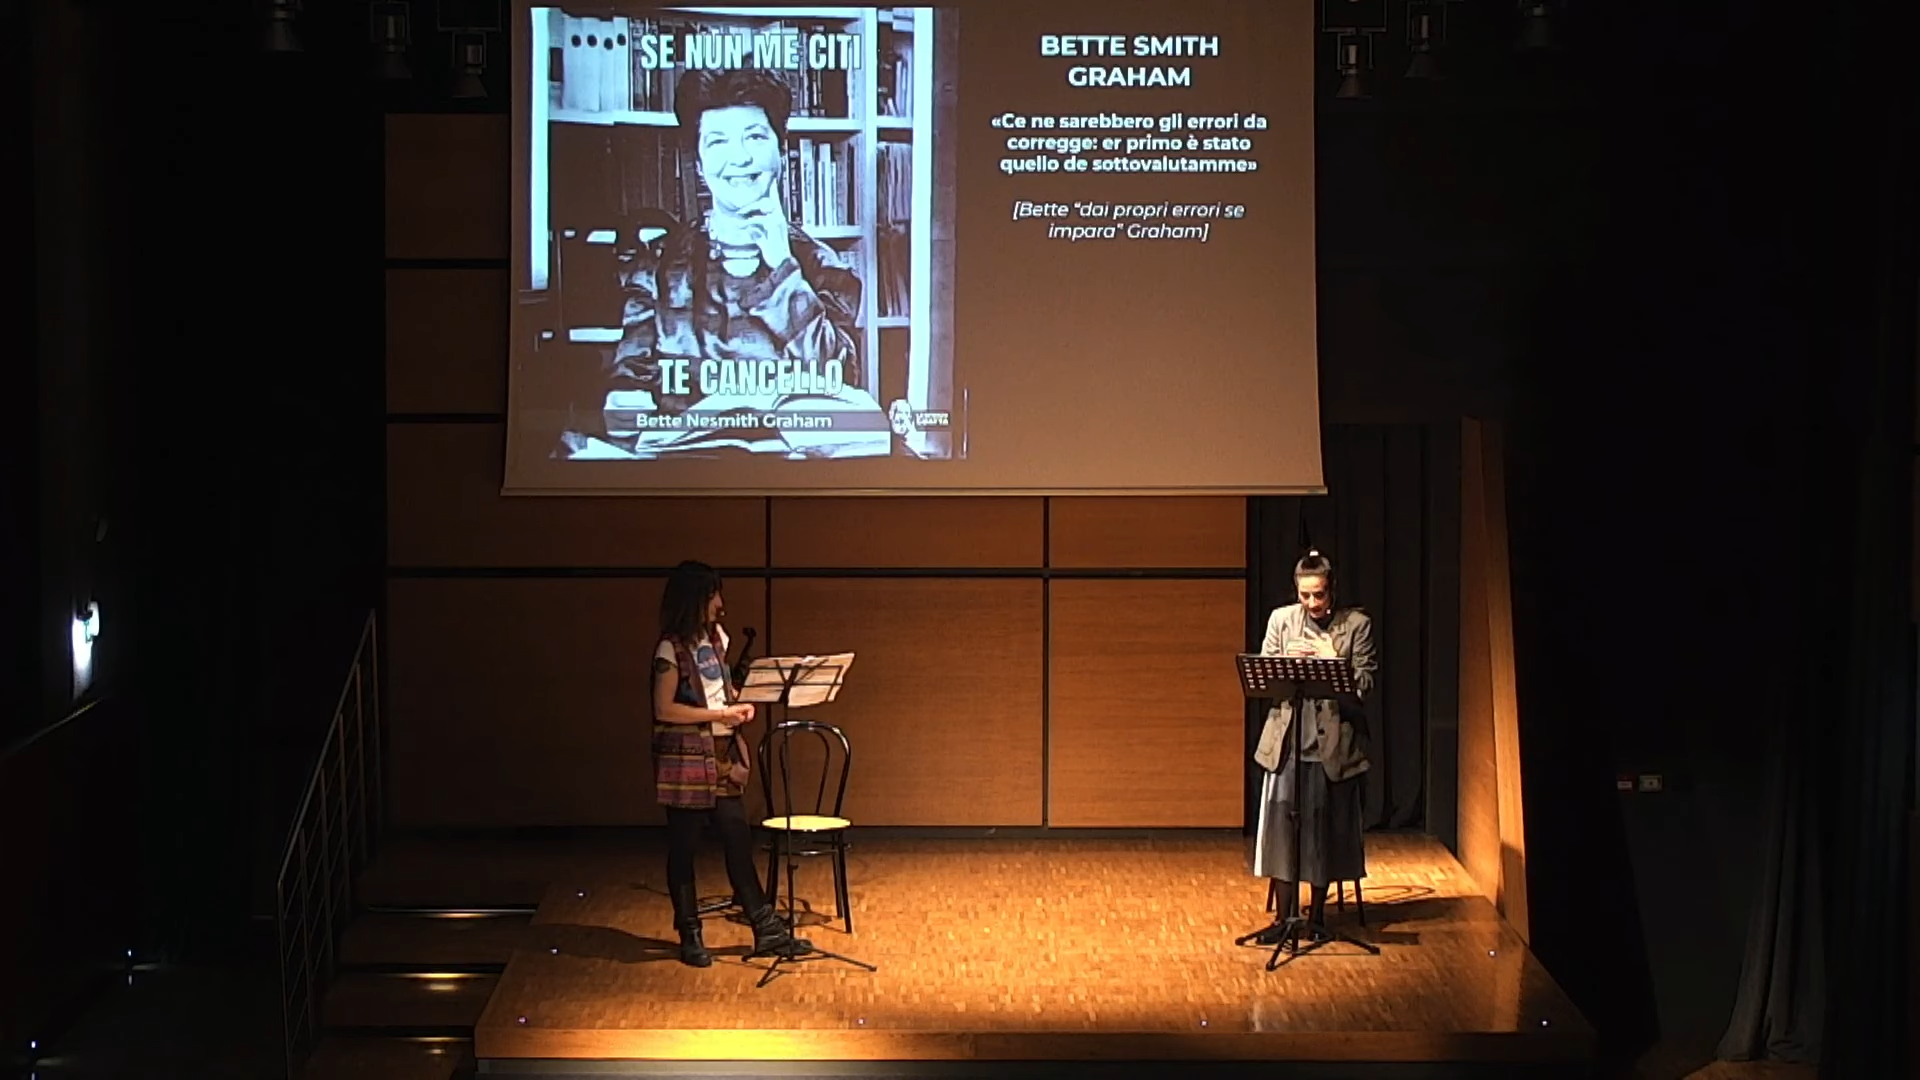 SE NUN ME CITI
TE CANCELLO
Bette Nesmith Graham
BETTE SMITH
GRAHAM
«Ce ne sarebbero gli errori da
corregge: er primo è stato
quello de sottovalutamme»
[Bette “dai propri errori se
impara” Graham]